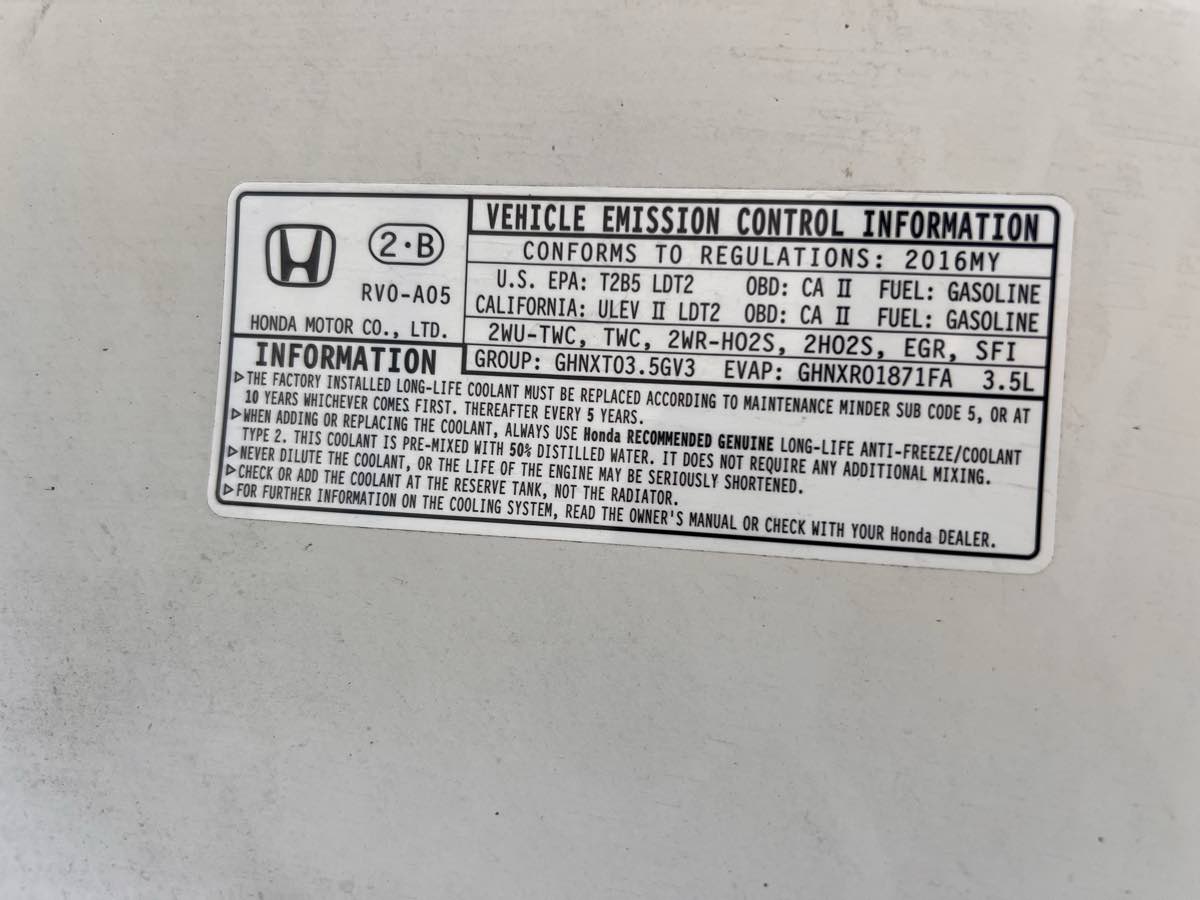 2·B
RV0-A05
HONDA MOTOR CO., LTD.
VEHICLE EMISSION CONTROL INFORMATION
CONFORMS TO REGULATIONS: 2016MY
U.S. EPA: T2B5 LDT2 OBD: CA II FUEL: GASOLINE
CALIFORNIA: ULEV II LDT2 OBD: CA II FUEL: GASOLINE
2WU-TWC, TWC, 2WR-HO2S, 2HO2S, EGR, SFI
GROUP: GHNXT03.5GV3 EVAP: GHNXR01871FA 3.5L
INFORMATION
▷THE FACTORY INSTALLED LONG-LIFE COOLANT MUST BE REPLACED ACCORDING TO MAINTENANCE MINDER SUB CODE 5, OR AT
10 YEARS WHICHEVER COMES FIRST. THEREAFTER EVERY 5 YEARS.
▷WHEN ADDING OR REPLACING THE COOLANT, ALWAYS USE Honda RECOMMENDED GENUINE LONG-LIFE ANTI-FREEZE/COOLANT
TYPE 2. THIS COOLANT IS PRE-MIXED WITH 50% DISTILLED WATER. IT DOES NOT REQUIRE ANY ADDITIONAL MIXING.
▷NEVER DILUTE THE COOLANT, OR THE LIFE OF THE ENGINE MAY BE SERIOUSLY SHORTENED.
▷CHECK OR ADD THE COOLANT AT THE RESERVE TANK, NOT THE RADIATOR.
▷FOR FURTHER INFORMATION ON THE COOLING SYSTEM, READ THE OWNER'S MANUAL OR CHECK WITH YOUR Honda DEALER.